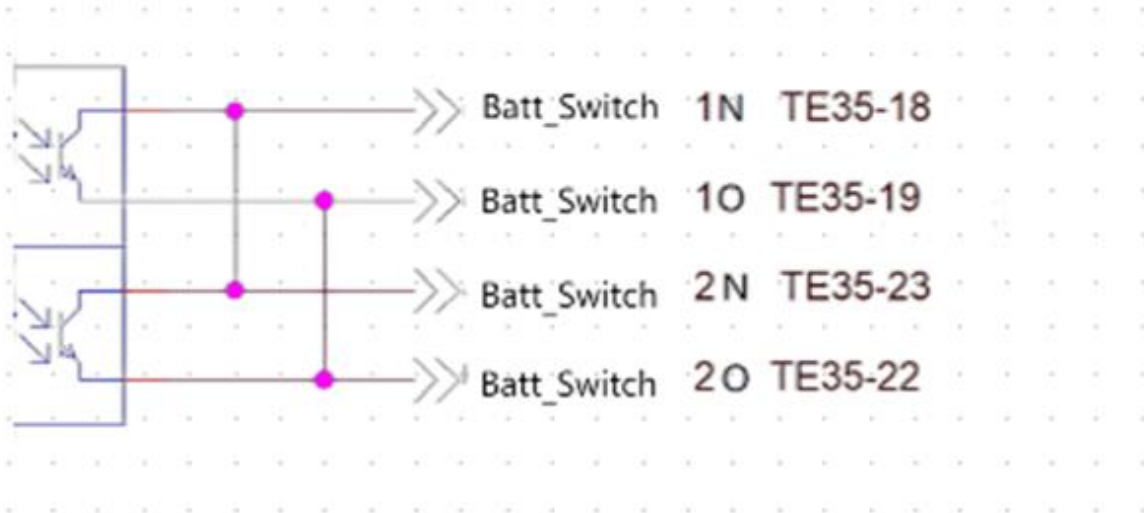 Batt_Switch 1N TE35-18
Batt_Switch 1O TE35-19
Batt_Switch 2N TE35-23
Batt_Switch 2O TE35-22